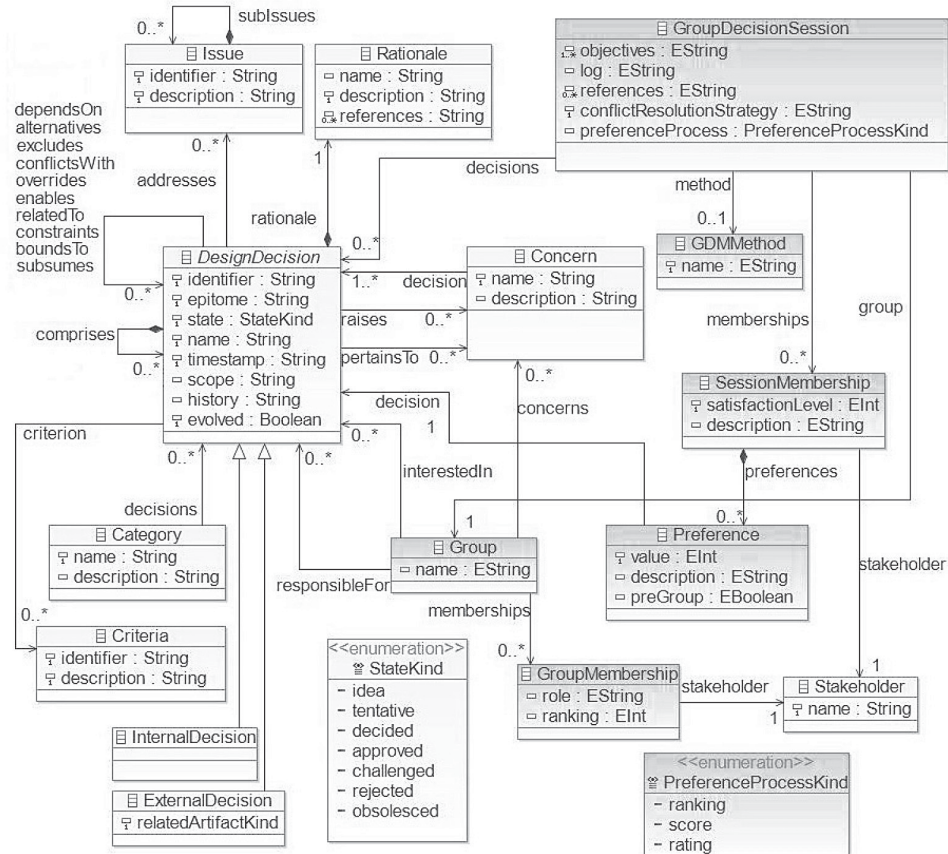 subIssues
0..*
Issue
identifier : String
description : String
Rationale
name : String
description : String
0..* references : String
GroupDecisionSession
1..* objectives : EString
log : EString
0..* references : EString
conflictResolutionStrategy : EString
preferenceProcess : PreferenceProcessKind
dependsOn
alternatives
excludes
conflictsWith
overrides
enables
relatedTo
constraints
boundsTo
subsumes
0..*
0..*
addresses
1
rationale
decisions
0..*
method
0..1
GDMMethod
name : EString
DesignDecision
identifier : String
epitome : String
state : StateKind
name : String
timestamp : String
scope : String
history : String
evolved : Boolean
comprises
0..*
Concern
name : String
description : String
1..*
decision
raises
0..*
pertainsTo
0..*
0..*
concerns
memberships
0..*
group
SessionMembership
satisfactionLevel : EInt
description : EString
decision
1
criterion
0..*
0..*
0..*
interestedIn
preferences
0..*
decisions
Category
name : String
description : String
1
Group
name : EString
responsibleFor
Preference
value : EInt
description : EString
preGroup : EBoolean
stakeholder
0..*
Criteria
identifier : String
description : String
memberships
0..*
<<enumeration>>
StateKind
idea
tentative
decided
approved
challenged
rejected
obsolesced
GroupMembership
role : EString
ranking : EInt
stakeholder
1
1
Stakeholder
name : String
InternalDecision
ExternalDecision
relatedArtifactKind
<<enumeration>>
PreferenceProcessKind
ranking
score
rating